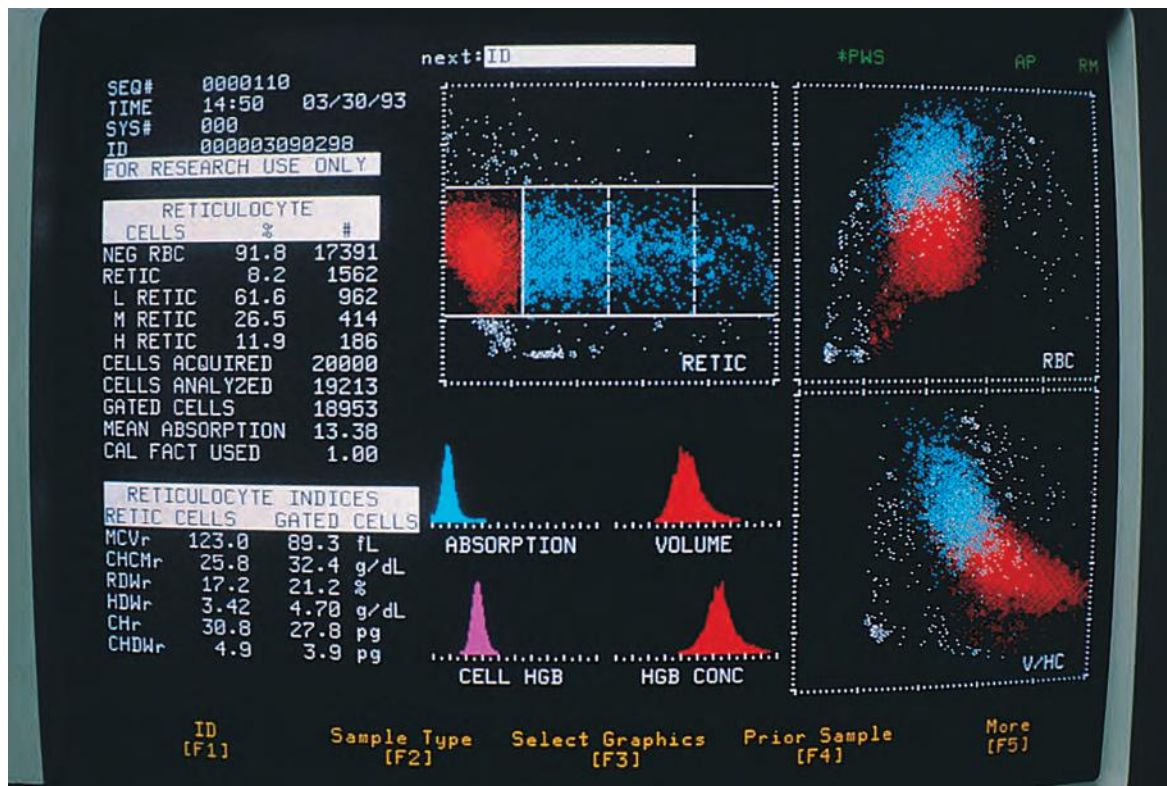 next:ID
*PWS AP RM
SEQ# 0000110
TIME 14:50 03/30/93
SYS# 000
ID 000003090298
FOR RESEARCH USE ONLY
RETICULOCYTE
CELLS % #
NEG RBC 91.8 17391
RETIC 8.2 1562
L RETIC 61.6 962
M RETIC 26.5 414
H RETIC 11.9 186
CELLS ACQUIRED 20000
CELLS ANALYZED 19213
GATED CELLS 18953
MEAN ABSORPTION 13.38
CAL FACT USED 1.00
RETICULOCYTE INDICES
RETIC CELLS GATED CELLS
MCVr 123.0 89.3 fL
CHCMr 25.8 32.4 g/dL
RDWr 17.2 21.2 %
HDWr 3.42 4.70 g/dL
CHr 30.8 27.8 pg
CHDWr 4.9 3.9 pg
RETIC
RBC
ABSORPTION VOLUME
CELL HGB HGB CONC
V/HC
ID Sample Type Select Graphics Prior Sample More
[F1] [F2] [F3] [F4] [F5]